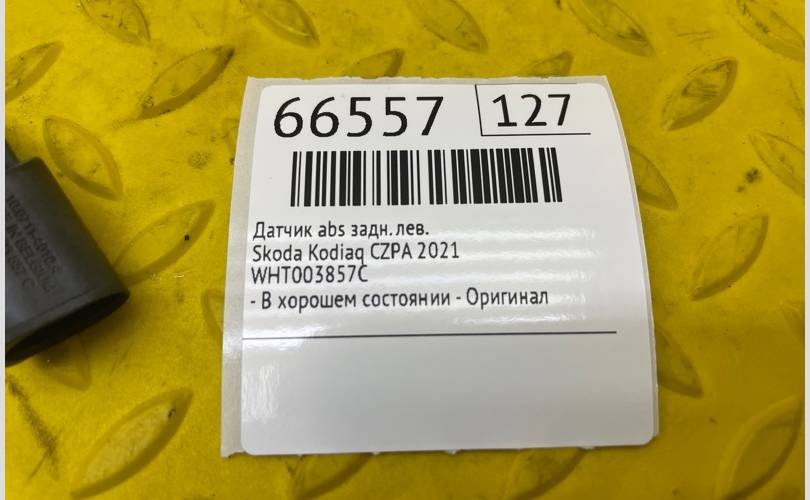 66557 127
Датчик abs задн.лев.
Skoda Kodiaq CZPA 2021
WHT003857C
- В хорошем состоянии - Оригинал